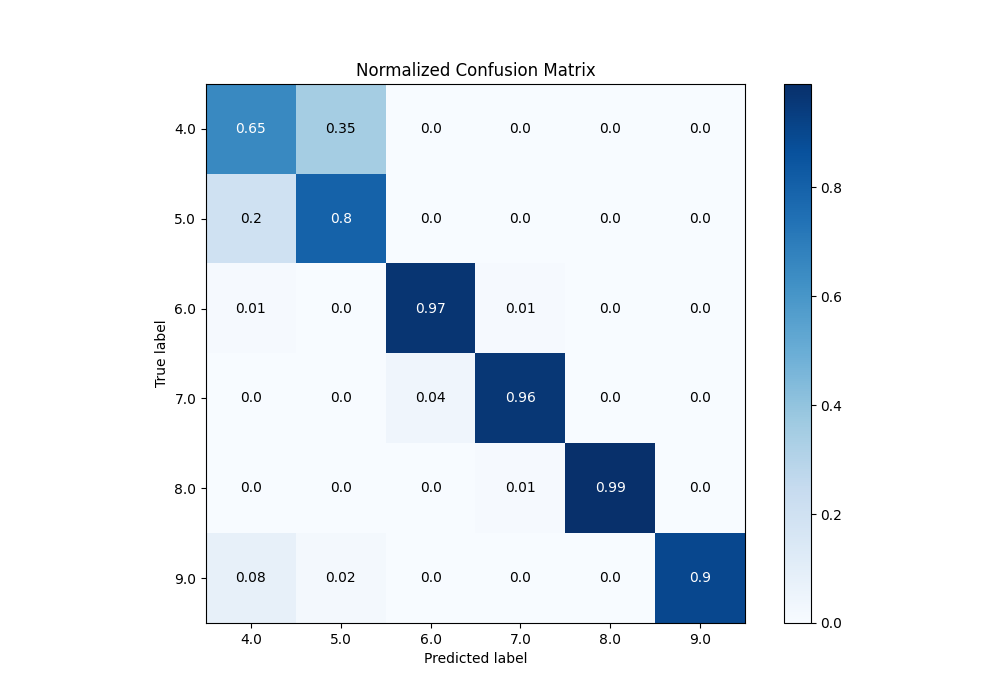 Normalized Confusion Matrix
4.0 0.65 0.35 0.0 0.0 0.0 0.0
5.0 0.2 0.8 0.0 0.0 0.0 0.0
6.0 0.01 0.0 0.97 0.01 0.0 0.0
7.0 0.0 0.0 0.04 0.96 0.0 0.0
8.0 0.0 0.0 0.0 0.01 0.99 0.0
9.0 0.08 0.02 0.0 0.0 0.0 0.9
4.0 5.0 6.0 7.0 8.0 9.0
Predicted label
True label
0.8
0.6
0.4
0.2
0.0